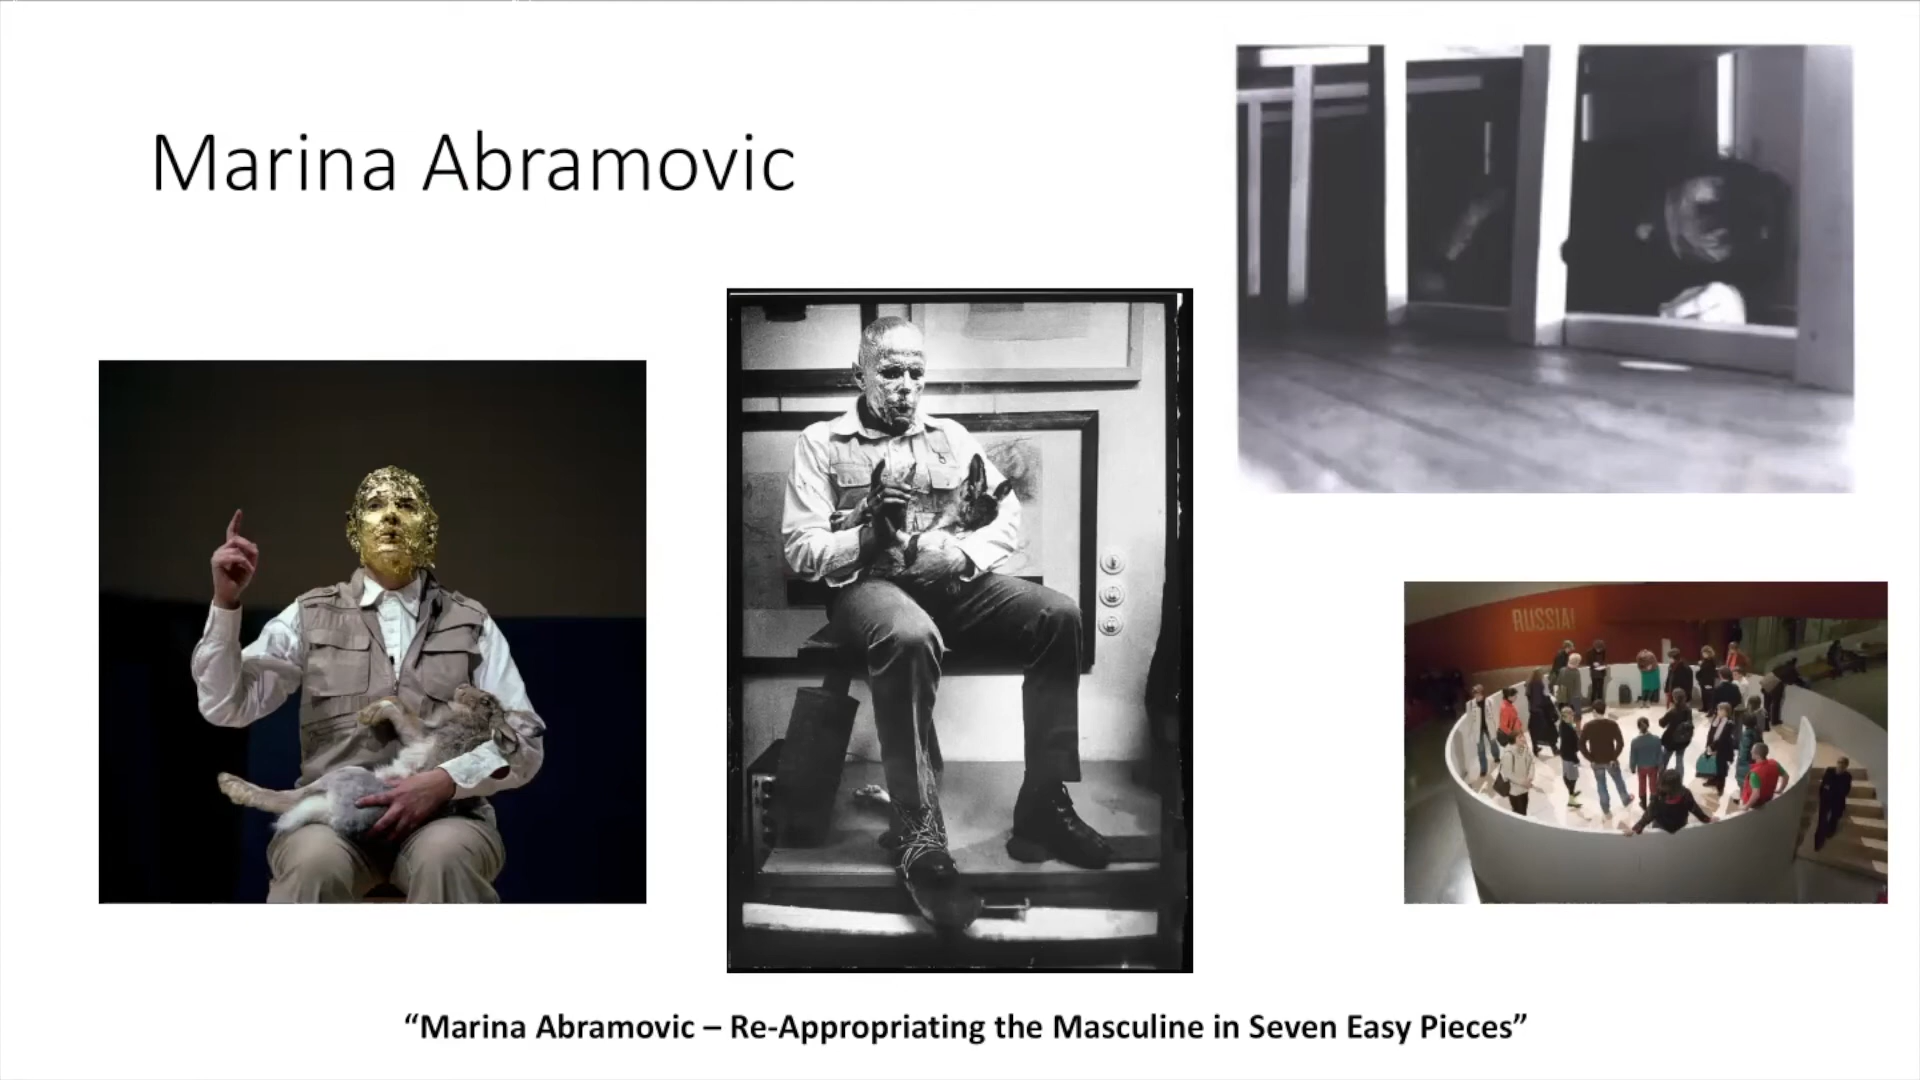 Marina Abramovic
RUSSIA!
“Marina Abramovic – Re-Appropriating the Masculine in Seven Easy Pieces”